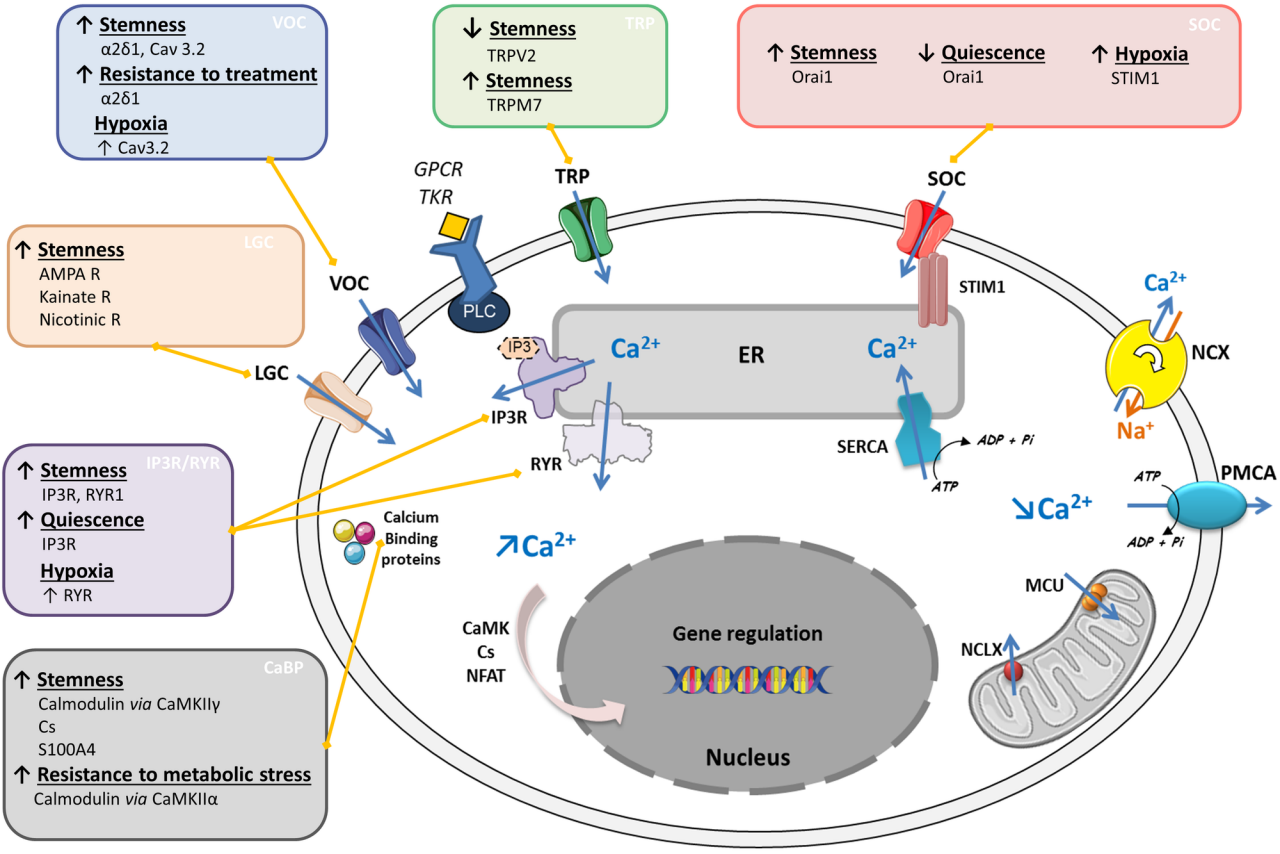 VOC
↑ Stemness
α2δ1, Cav 3.2
↑ Resistance to treatment
α2δ1
Hypoxia
↑ Cav3.2
TRP
↓ Stemness
TRPV2
↑ Stemness
TRPM7
SOC
↑ Stemness
Orai1
↓ Quiescence
Orai1
↑ Hypoxia
STIM1
LGC
↑ Stemness
AMPA R
Kainate R
Nicotinic R
IP3R/RYR
↑ Stemness
IP3R, RYR1
↑ Quiescence
IP3R
Hypoxia
↑ RYR
CaBP
↑ Stemness
Calmodulin via CaMKIIγ
Cs
S100A4
↑ Resistance to metabolic stress
Calmodulin via CaMKIIα
GPCR
TKR
PLC
TRP
SOC
STIM1
VOC
LGC
IP3
IP3R
RYR
Ca2+
ER
Ca2+
SERCA
ADP + Pi
ATP
Ca2+
NCX
Na+
PMCA
ATP
ADP + Pi
↘Ca2+
MCU
NCLX
Calcium
Binding
proteins
↗Ca2+
CaMK
Cs
NFAT
Gene regulation
Nucleus